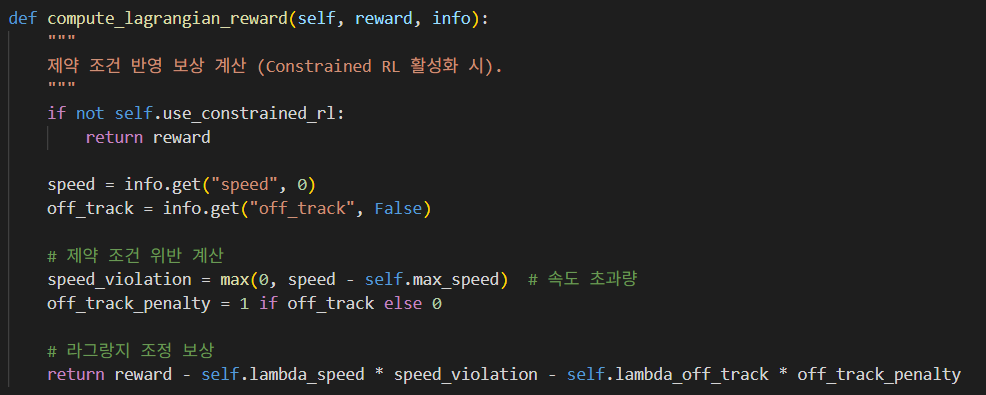 def compute_lagrangian_reward(self, reward, info):
    """
    제약 조건 반영 보상 계산 (Constrained RL 활성화 시).
    """
    if not self.use_constrained_rl:
        return reward

    speed = info.get("speed", 0)
    off_track = info.get("off_track", False)

    # 제약 조건 위반 계산
    speed_violation = max(0, speed - self.max_speed)  # 속도 초과량
    off_track_penalty = 1 if off_track else 0

    # 라그랑지 조정 보상
    return reward - self.lambda_speed * speed_violation - self.lambda_off_track * off_track_penalty